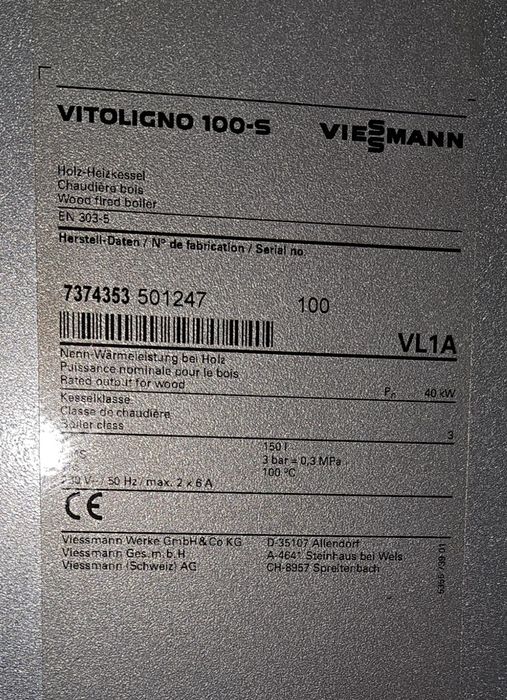 VITOLIGNO 100-S VIESSMANN
Holz-Heizkessel
Chaudière bois
Wood fired boiler
EN 303-5
Herstell-Daten / N° de fabrication / Serial no.
7374353 501247 100
VL1A
Nenn-Wärmeleistung bei Holz
Puissance nominale pour le bois
Rated output for wood Pn 40 kW
Kesselklasse
Classe de chaudière
Boiler class 3
150 l
3 bar = 0,3 MPa
100 °C
50 Hz / max. 2 x 6 A
CE
Viessmann Werke GmbH & Co KG D-35107 Allendorf
Viessmann Ges.m.b.H. A-4641 Steinhaus bei Wels
Viessmann (Schweiz) AG CH-8957 Spreitenbach